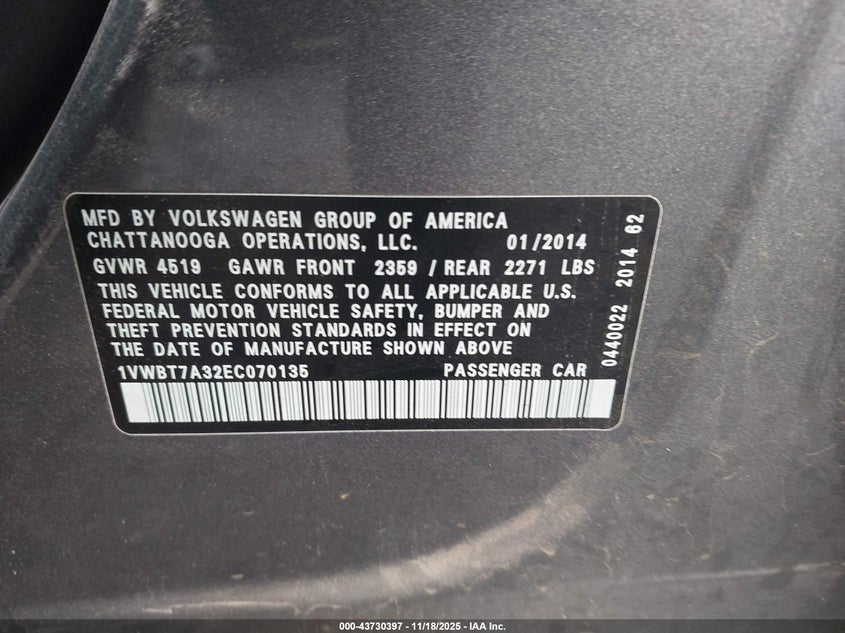 MFD BY VOLKSWAGEN GROUP OF AMERICA
CHATTANOOGA OPERATIONS, LLC. 01/2014
GVWR 4519 GAWR FRONT 2359 / REAR 2271 LBS
THIS VEHICLE CONFORMS TO ALL APPLICABLE U.S.
FEDERAL MOTOR VEHICLE SAFETY, BUMPER AND
THEFT PREVENTION STANDARDS IN EFFECT ON
THE DATE OF MANUFACTURE SHOWN ABOVE
1VWBT7A32EC070135 PASSENGER CAR
0440022 2014 62
000-43730397 - 11/18/2025 - IAA Inc.